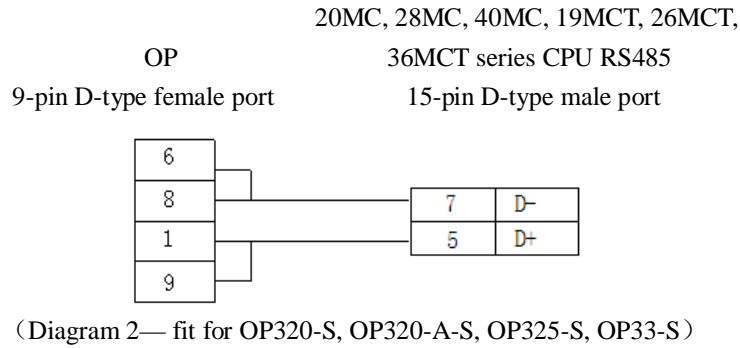 20MC, 28MC, 40MC, 19MCT, 26MCT,
OP 36MCT series CPU RS485
9-pin D-type female port 15-pin D-type male port
6
8 7 D-
1 5 D+
9
（Diagram 2— fit for OP320-S, OP320-A-S, OP325-S, OP33-S）